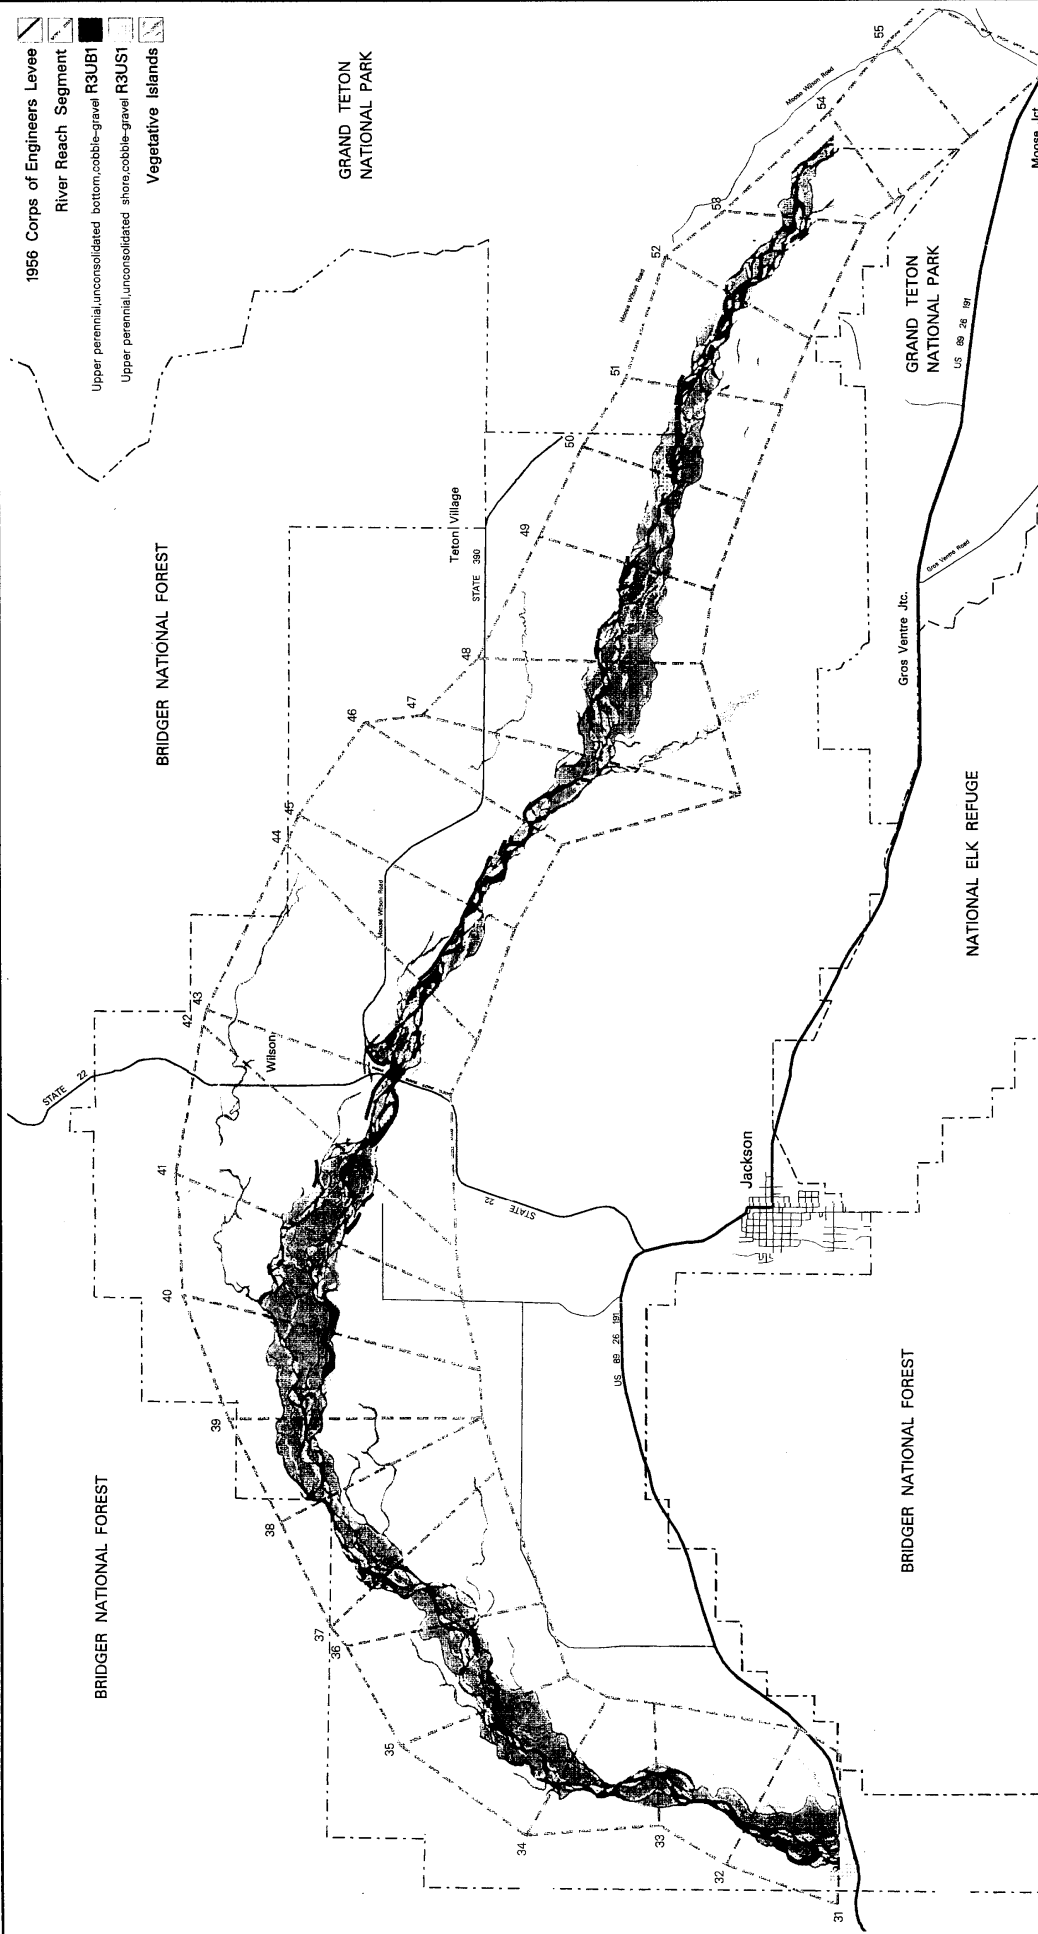 1956 Corps of Engineers Levee
River Reach Segment
Upper perennial,unconsolidated bottom,cobble-gravel R3UB1
Upper perennial,unconsolidated shore,cobble-gravel R3US1
Vegetative Islands
GRAND TETON
NATIONAL PARK
55
Moose Wilson Road
54
53
52
Moose Wilson Road
51
50
49
48
47
46
45
44
43
42
41
40
39
38
37
36
35
34
33
32
31
Moose Jct.
GRAND TETON
NATIONAL PARK
US 89 26 191
Teton Village
STATE 390
BRIDGER NATIONAL FOREST
Gros Ventre Road
Gros Ventre Jtc.
NATIONAL ELK REFUGE
Moose Wilson Road
Wilson
STATE 22
STATE 22
Jackson
US 89 26 191
BRIDGER NATIONAL FOREST
BRIDGER NATIONAL FOREST